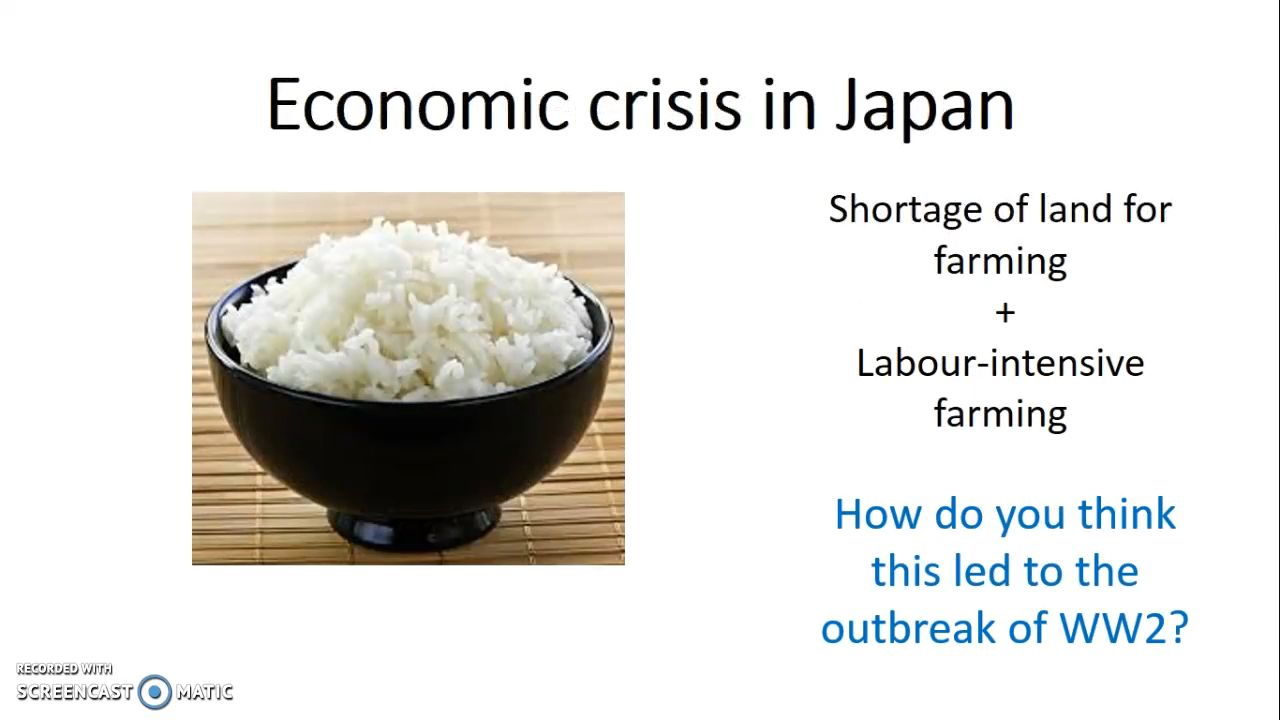 Economic crisis in Japan
Shortage of land for
farming
+
Labour-intensive
farming
How do you think
this led to the
outbreak of WW2?
RECORDED WITH
SCREENCAST MATIC